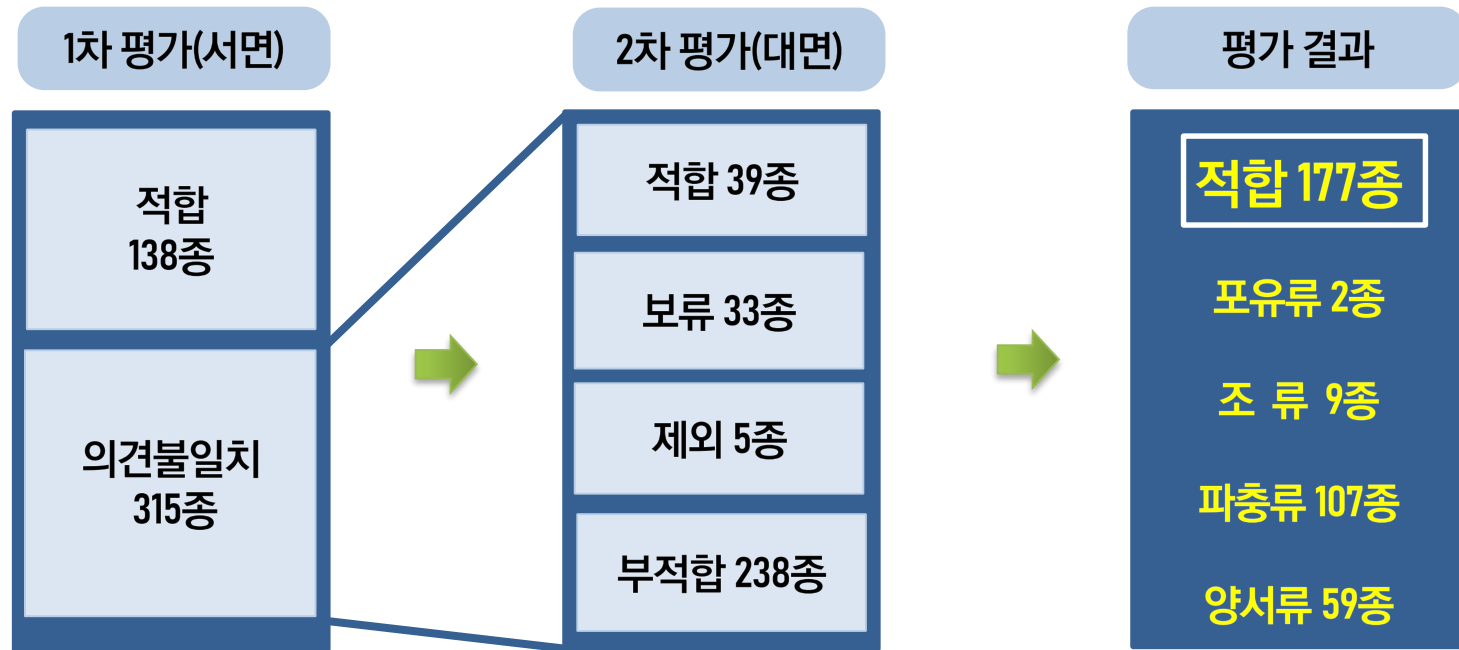 1차 평가(서면)
적합
138종
의견불일치
315종
2차 평가(대면)
적합 39종
보류 33종
제외 5종
부적합 238종
평가 결과
적합 177종
포유류 2종
조 류 9종
파충류 107종
양서류 59종